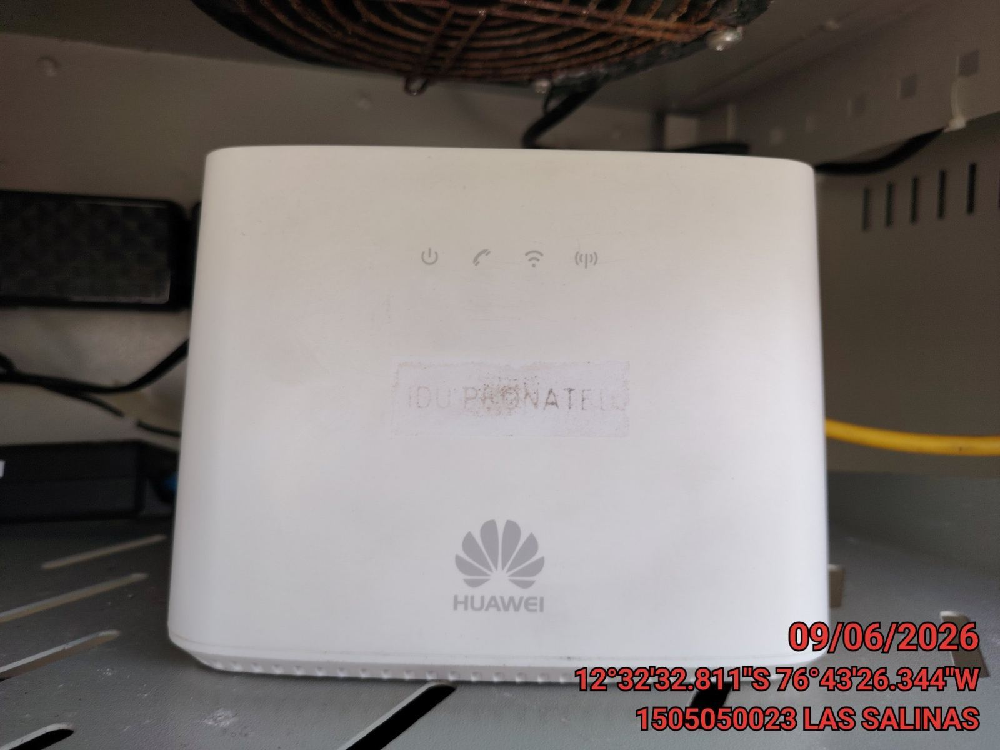 IDU PRONATEL
HUAWEI
09/06/2026
12°32'32.811"S 76°43'26.344"W
1505050023 LAS SALINAS